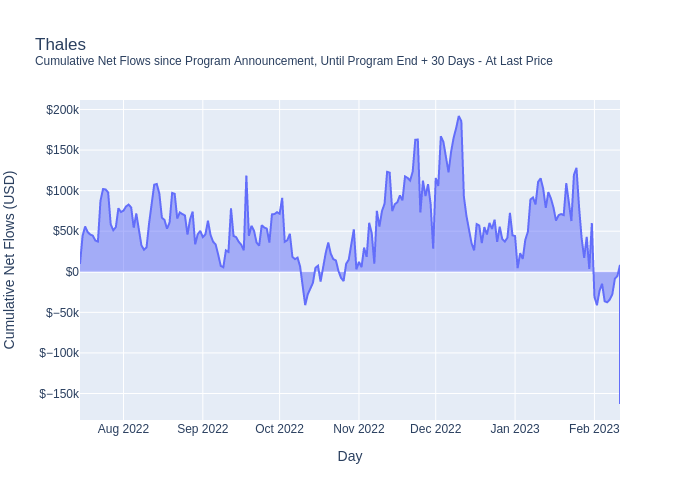 Thales
Cumulative Net Flows since Program Announcement, Until Program End + 30 Days - At Last Price
$200k
$150k
$100k
$50k
$0
$−50k
$−100k
$−150k
Cumulative Net Flows (USD)
Aug 2022
Sep 2022
Oct 2022
Nov 2022
Dec 2022
Jan 2023
Feb 2023
Day